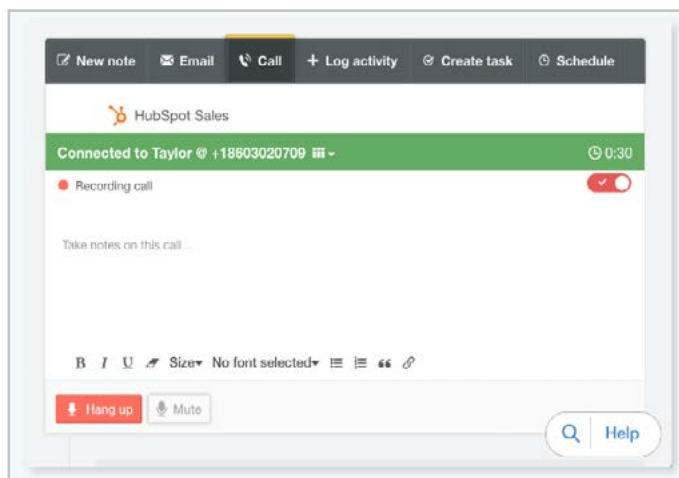 New note Email Call + Log activity Create task Schedule
HubSpot Sales
Connected to Taylor @ +18603020709 0:30
Recording call
Take notes on this call...
B I U Size No font selected
Hang up Mute
Help